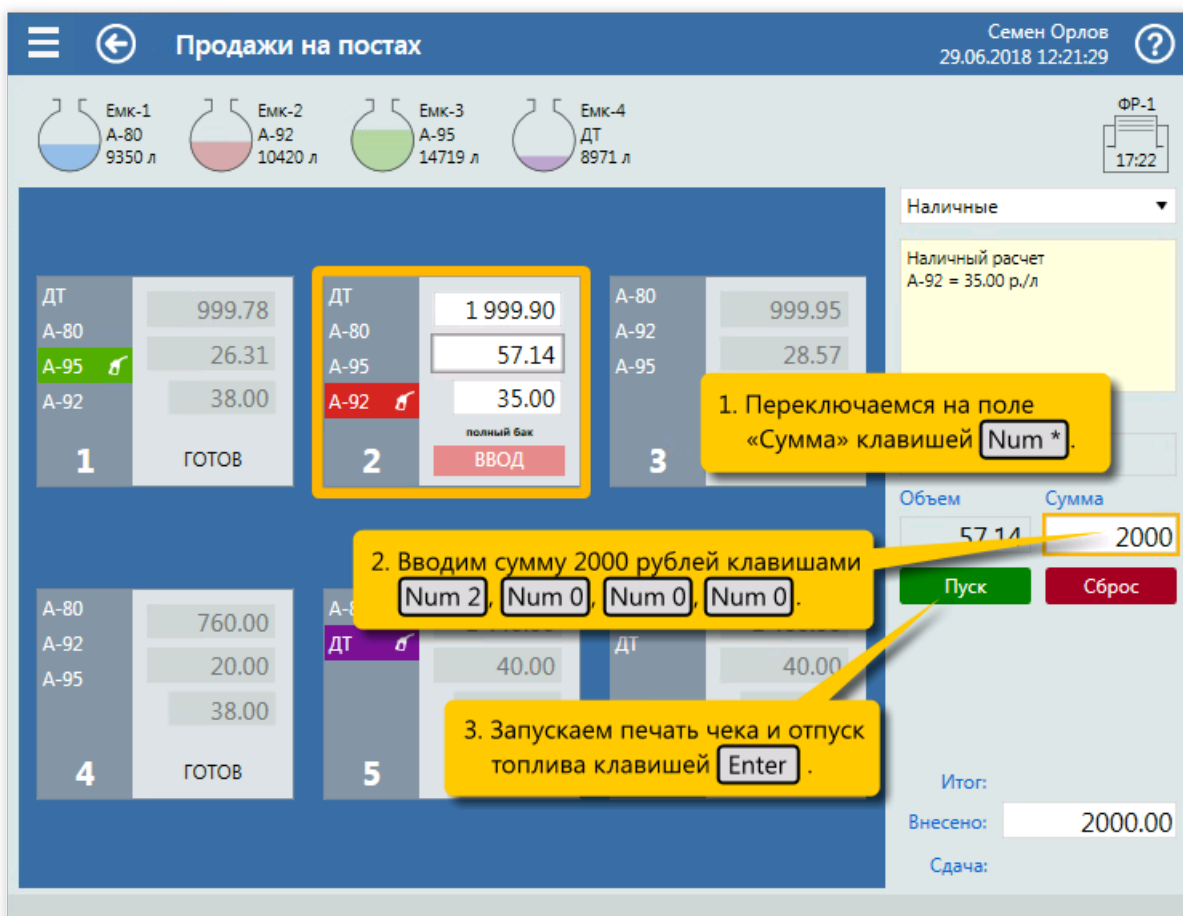 Продажи на постах
Семен Орлов
29.06.2018 12:21:29
?
Емк-1
А-80
9350 л
Емк-2
А-92
10420 л
Емк-3
А-95
14719 л
Емк-4
ДТ
8971 л
ФР-1
17:22
Наличные
Наличный расчет
А-92 = 35.00 р./л
ДТ
А-80
А-95
А-92
1
999.78
26.31
38.00
ГОТОВ
ДТ
А-80
А-95
А-92
2
1 999.90
57.14
35.00
полный бак
ВВОД
А-80
А-92
А-95
3
999.95
28.57
1. Переключаемся на поле
«Сумма» клавишей Num *.
Объем
Сумма
57.14
2000
2. Вводим сумму 2000 рублей клавишами
Num 2, Num 0, Num 0, Num 0.
Пуск
Сброс
А-80
А-92
А-95
4
760.00
20.00
38.00
ГОТОВ
ДТ
5
40.00
ДТ
40.00
3. Запускаем печать чека и отпуск
топлива клавишей Enter .
Итог:
Внесено:
2000.00
Сдача: